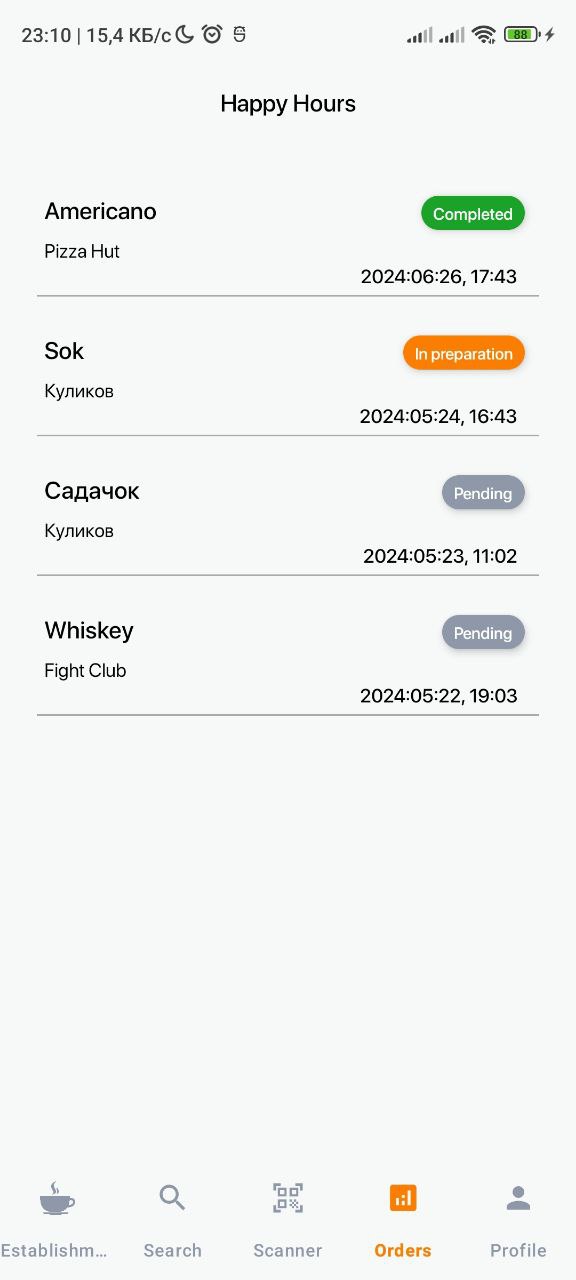 23:10 | 15,4 КБ/с 88
Happy Hours
Americano Completed
Pizza Hut
2024:06:26, 17:43
Sok In preparation
Куликов
2024:05:24, 16:43
Садачок Pending
Куликов
2024:05:23, 11:02
Whiskey Pending
Fight Club
2024:05:22, 19:03
Establishm... Search Scanner Orders Profile